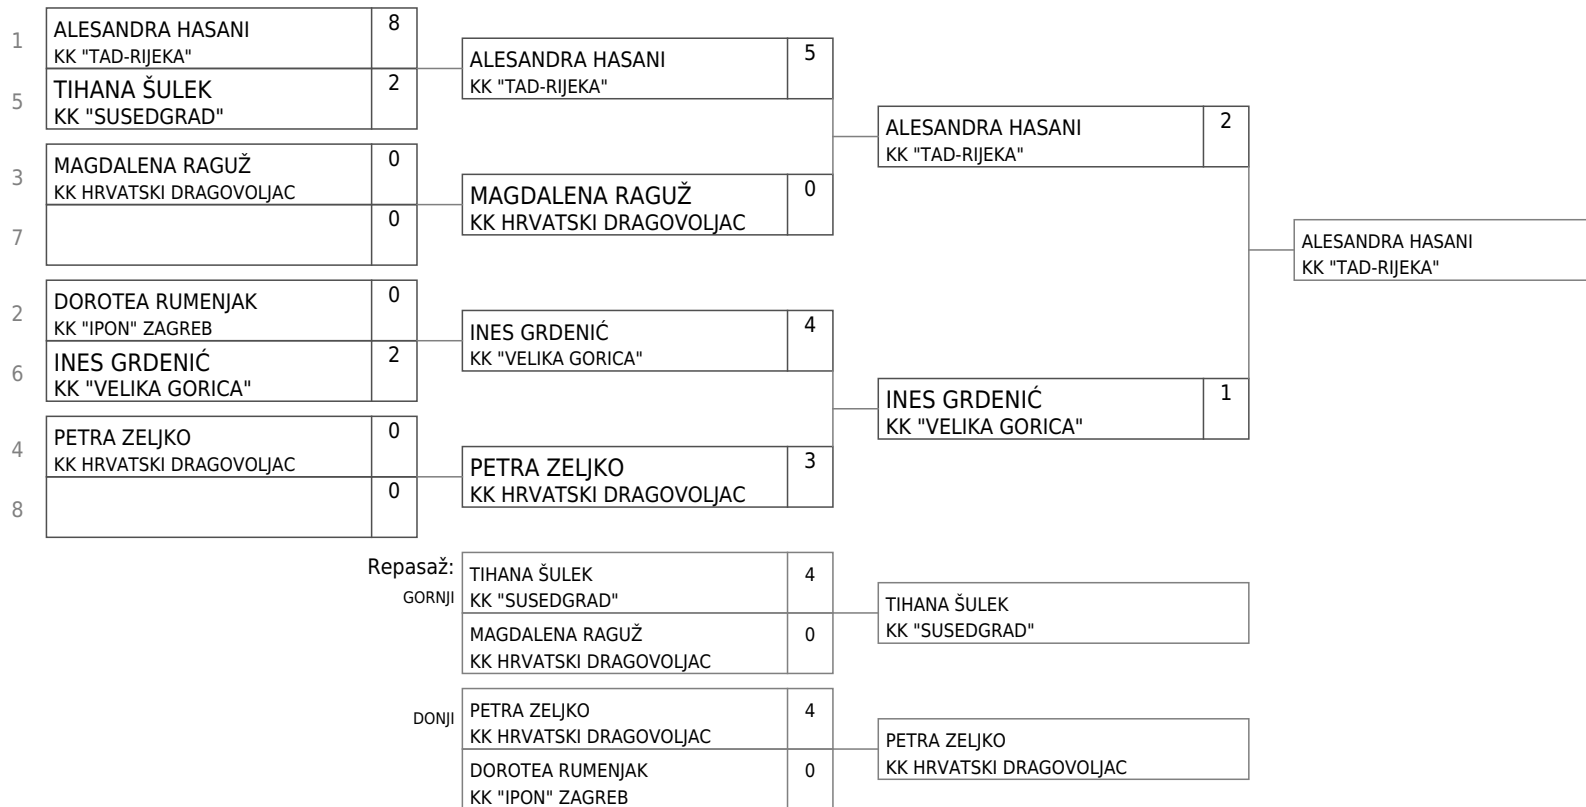 1
ALESANDRA HASANI
8
KK "TAD-RIJEKA"
5
TIHANA ŠULEK
2
KK "SUSEDGRAD"
3
MAGDALENA RAGUŽ
0
KK HRVATSKI DRAGOVOLJAC
7
0
2
DOROTEA RUMENJAK
0
KK "IPON" ZAGREB
6
INES GRDENIĆ
2
KK "VELIKA GORICA"
4
PETRA ZELJKO
0
KK HRVATSKI DRAGOVOLJAC
8
0
ALESANDRA HASANI
5
KK "TAD-RIJEKA"
MAGDALENA RAGUŽ
0
KK HRVATSKI DRAGOVOLJAC
INES GRDENIĆ
4
KK "VELIKA GORICA"
PETRA ZELJKO
3
KK HRVATSKI DRAGOVOLJAC
ALESANDRA HASANI
2
KK "TAD-RIJEKA"
INES GRDENIĆ
1
KK "VELIKA GORICA"
ALESANDRA HASANI
KK "TAD-RIJEKA"
Repasaž:
GORNJI
TIHANA ŠULEK
4
KK "SUSEDGRAD"
MAGDALENA RAGUŽ
0
KK HRVATSKI DRAGOVOLJAC
TIHANA ŠULEK
KK "SUSEDGRAD"
DONJI
PETRA ZELJKO
4
KK HRVATSKI DRAGOVOLJAC
DOROTEA RUMENJAK
0
KK "IPON" ZAGREB
PETRA ZELJKO
KK HRVATSKI DRAGOVOLJAC